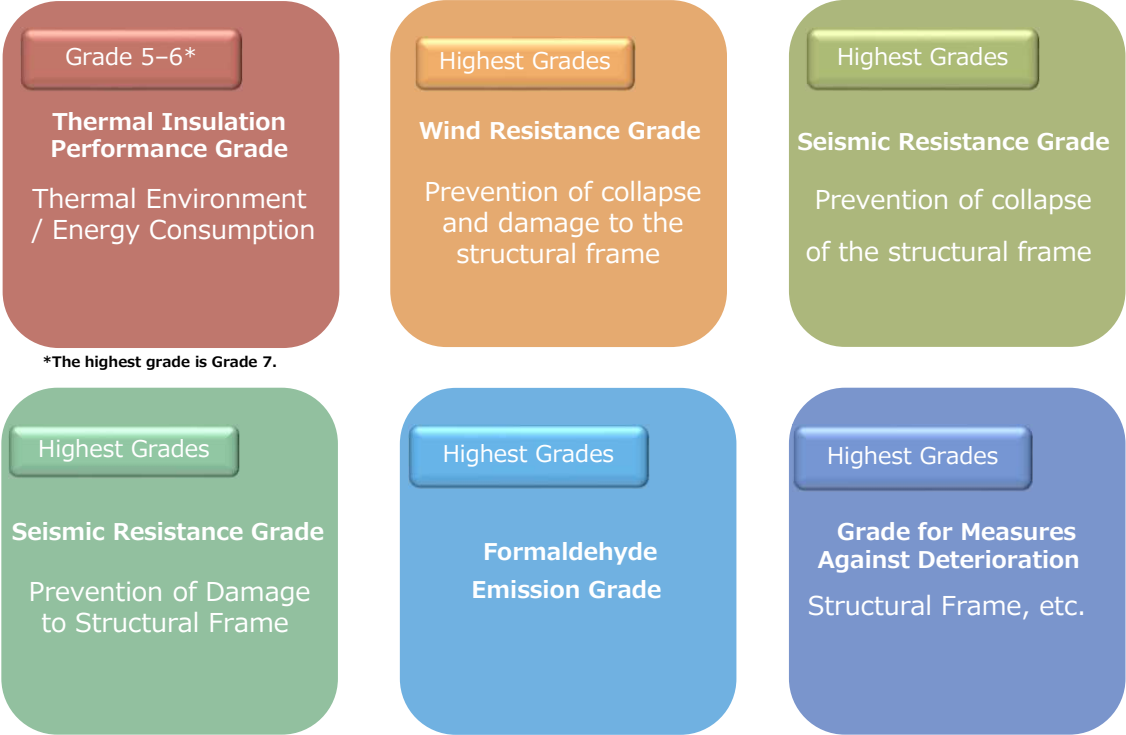 Grade 5–6*
Thermal Insulation
Performance Grade
Thermal Environment
/ Energy Consumption
*The highest grade is Grade 7.
Highest Grades
Wind Resistance Grade
Prevention of collapse
and damage to the
structural frame
Highest Grades
Seismic Resistance Grade
Prevention of collapse
of the structural frame
Highest Grades
Seismic Resistance Grade
Prevention of Damage
to Structural Frame
Highest Grades
Formaldehyde
Emission Grade
Highest Grades
Grade for Measures
Against Deterioration
Structural Frame, etc.